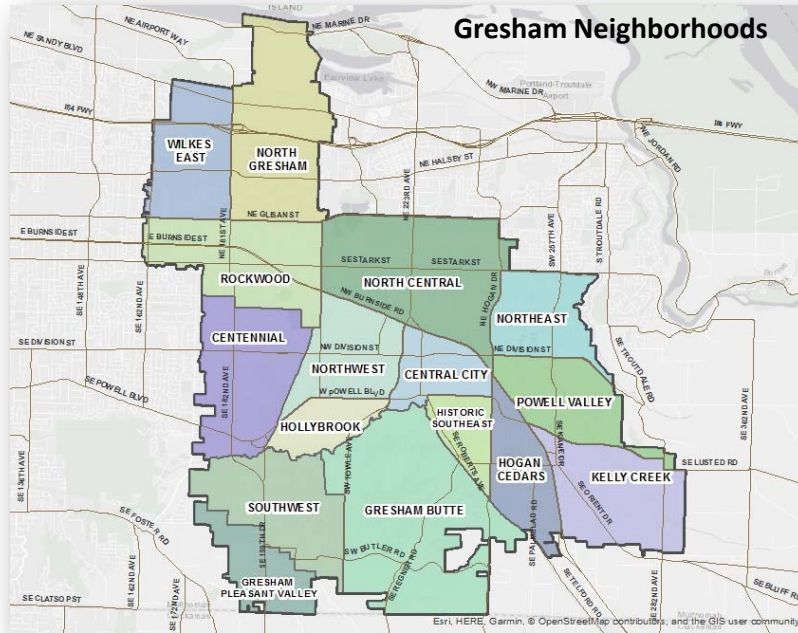 ISLAND
NE MARINE DR
Gresham Neighborhoods
NE AIRPORT WAY
NE SANDY BLVD
Fairview Lake
Portland-Troutdale
Airport
NW MARINE DR
I84 FWY
I84 FWY
NE JORDAN RD
WILKES
EAST
NORTH
GRESHAM
NE HALSEY ST
NE 223RD AVE
NE GLISAN ST
NE 181ST AVE
SW 257TH AVE
S TROUTDALE RD
E BURNSIDE ST
E BURNSIDE ST
SE STARK ST
SE STARK ST
ROCKWOOD
NORTH CENTRAL
NE HOGAN DR
NW BURNSIDE RD
SE 148TH AVE
SE 162ND AVE
NORTHEAST
CENTENNIAL
SE DIVISION ST
NW DIVISION ST
NE DIVISION ST
SE TROUTDALE RD
NORTHWEST
CENTRAL CITY
SE POWELL BLVD
SE 182ND AVE
W POWELL BLVD
POWELL VALLEY
HISTORIC
SOUTHEAST
HOLLYBROOK
SE 302ND AVE
SE KANE DR
SE ROBERTS AVE
SW TOWLE AVE
HOGAN
CEDARS
KELLY CREEK
SE LUSTED RD
SE 136TH AVE
SE ORIENT DR
SOUTHWEST
GRESHAM BUTTE
SE FOSTER RD
SE 190TH DR
SW BUTLER RD
SE PALMBLAD RD
GRESHAM
PLEASANT VALLEY
SE REGNER RD
SE TELFORD RD
SE 282ND AVE
SE BLUFF RD
SE CLATSOP ST
SE 162ND AVE
SE 172ND AVE
Multnomah
Clackamas
Multnomah
Clackamas
Esri, HERE, Garmin, © OpenStreetMap contributors, and the GIS user community